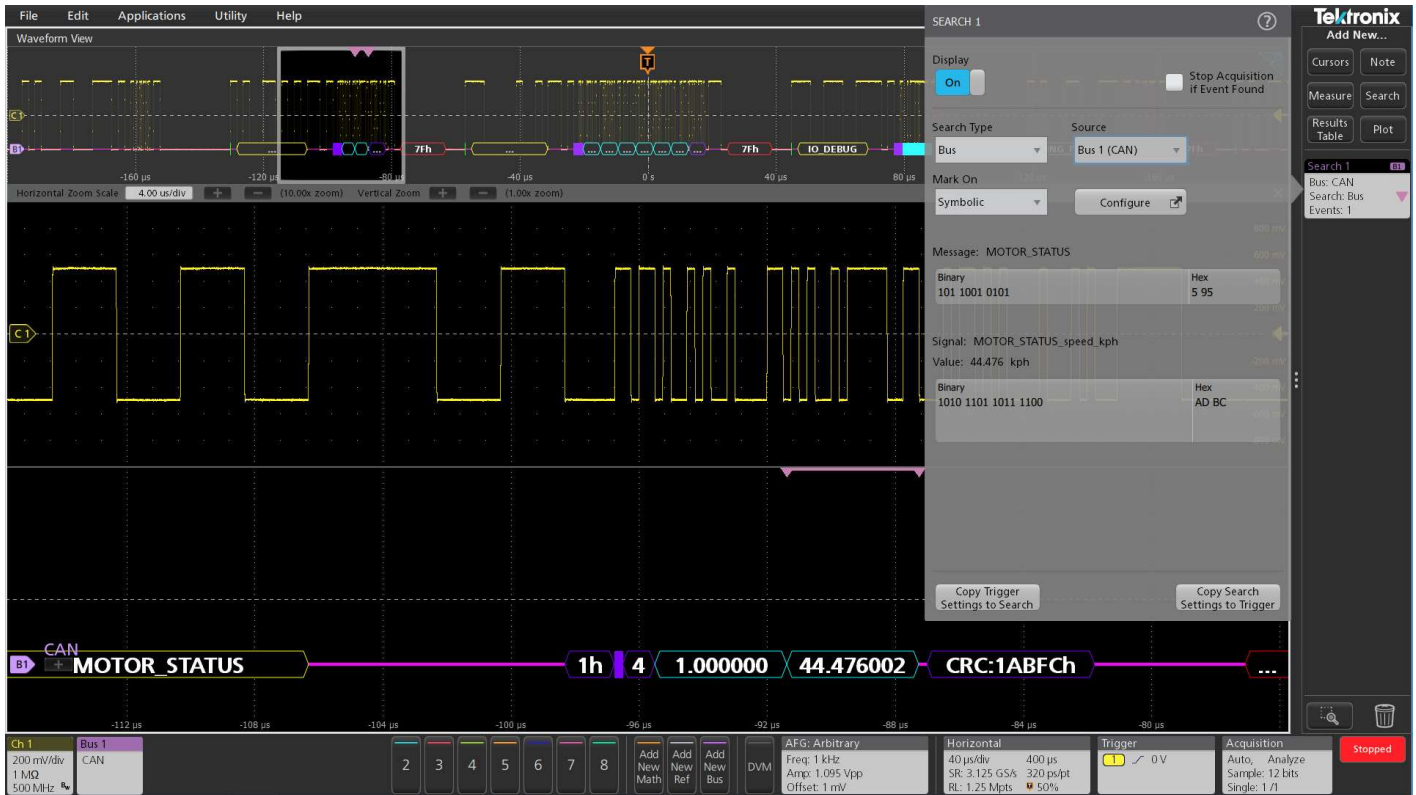 File Edit Applications Utility Help
Tektronix
Add New...
Waveform View
SEARCH 1
?
Display
On
Stop Acquisition
if Event Found
Cursors Note
Measure Search
Results
Table
Plot
T
C1
B1
... ... 7Fh ... ... ... ... ... ... ... 7Fh IO_DEBUG
-160 µs -120 µs -80 µs -40 µs 0 s 40 µs 80 µs
Search Type
Bus
Source
Bus 1 (CAN)
Mark On
Symbolic
Configure
Search 1 B1
Bus: CAN
Search: Bus
Events: 1
Horizontal Zoom Scale 4.00 us/div + — (10.00x zoom) Vertical Zoom + — (1.00x zoom)
Message: MOTOR_STATUS
Binary Hex
101 1001 0101 5 95
C1
Signal: MOTOR_STATUS_speed_kph
Value: 44.476 kph
Binary Hex
1010 1101 1011 1100 AD BC
Copy Trigger
Settings to Search
Copy Search
Settings to Trigger
CAN
B1 + MOTOR_STATUS 1h 4 1.000000 44.476002 CRC:1ABFCh ...
-112 µs -108 µs -104 µs -100 µs -96 µs -92 µs -88 µs -84 µs -80 µs
Ch 1
200 mV/div
1 MΩ
500 MHz
Bus 1
CAN
2 3 4 5 6 7 8
Add
New
Math
Add
New
Ref
Add
New
Bus
DVM
AFG: Arbitrary
Freq: 1 kHz
Amp: 1.095 Vpp
Offset: 1 mV
Horizontal
40 µs/div 400 µs
SR: 3.125 GS/s 320 ps/pt
RL: 1.25 Mpts 50%
Trigger
1 0 V
Acquisition
Auto, Analyze
Sample: 12 bits
Single: 1 /1
Stopped